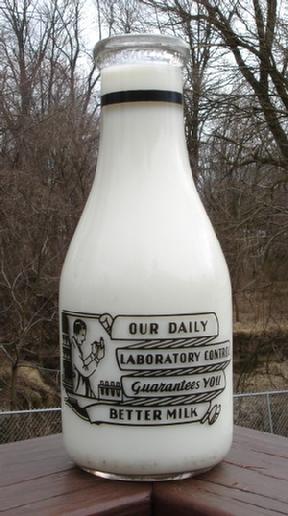 OUR DAILY
LABORATORY CONTROL
Guarantees YOU
BETTER MILK